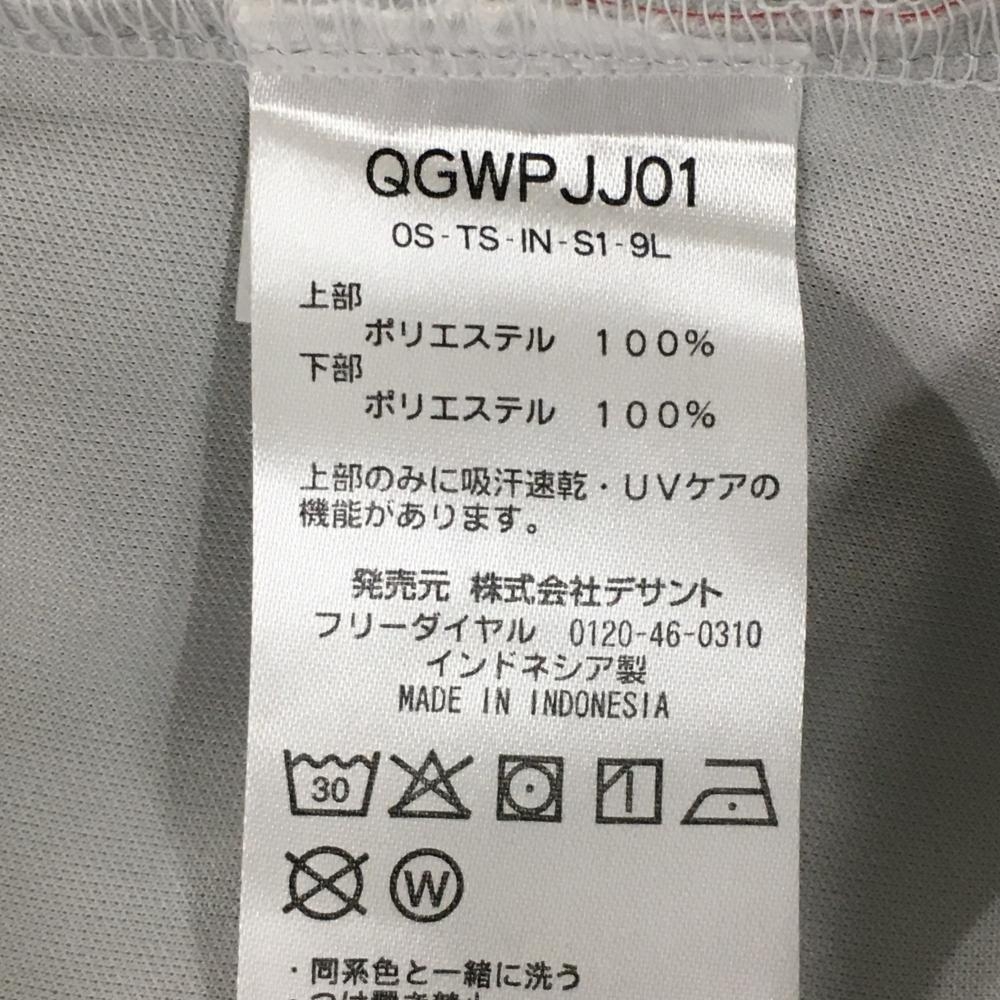 QGWPJJ01
0S-TS-IN-S1-9L
上部
ポリエステル　１００%
下部
ポリエステル　１００%
上部のみに吸汗速乾・ＵＶケアの
機能があります。
発売元 株式会社デサント
フリーダイヤル　0120-46-0310
インドネシア製
MADE IN INDONESIA
30
W
・同系色と一緒に洗う